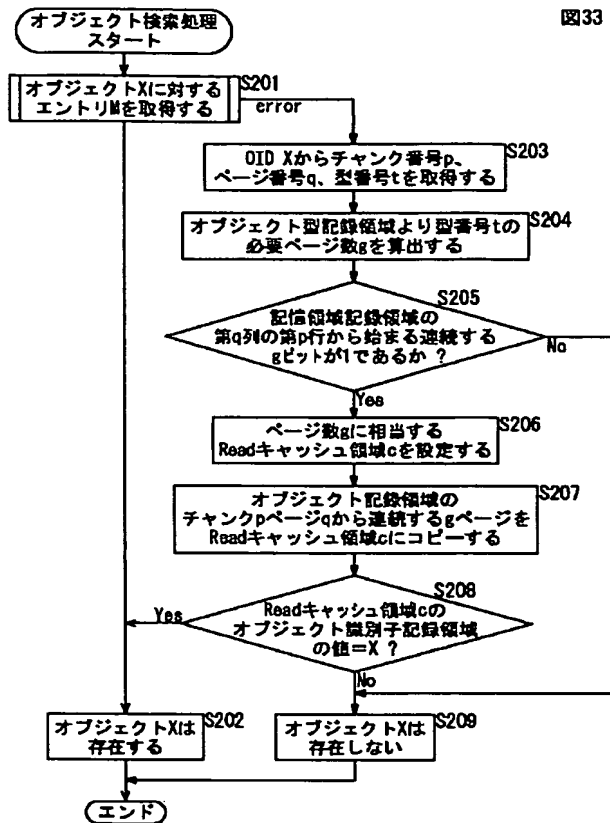 図33
オブジェクト検索処理
スタート
オブジェクトXに対する
エントリMを取得する
S201
error
OID Xからチャンク番号p、
ページ番号q、型番号tを取得する
S203
オブジェクト型記録領域より型番号tの
必要ページ数gを算出する
S204
S205
記信領域記録領域の
第q列の第p行から始まる連続する
gビットが1であるか ?
No
Yes
ページ数gに相当する
Readキャッシュ領域cを設定する
S206
オブジェクト記録領域の
チャンクpページqから連続するgページを
Readキャッシュ領域cにコピーする
S207
S208
Readキャッシュ領域cの
オブジェクト識別子記録領域
の値=X ?
Yes
No
オブジェクトXは
存在する
S202
オブジェクトXは
存在しない
S209
エンド